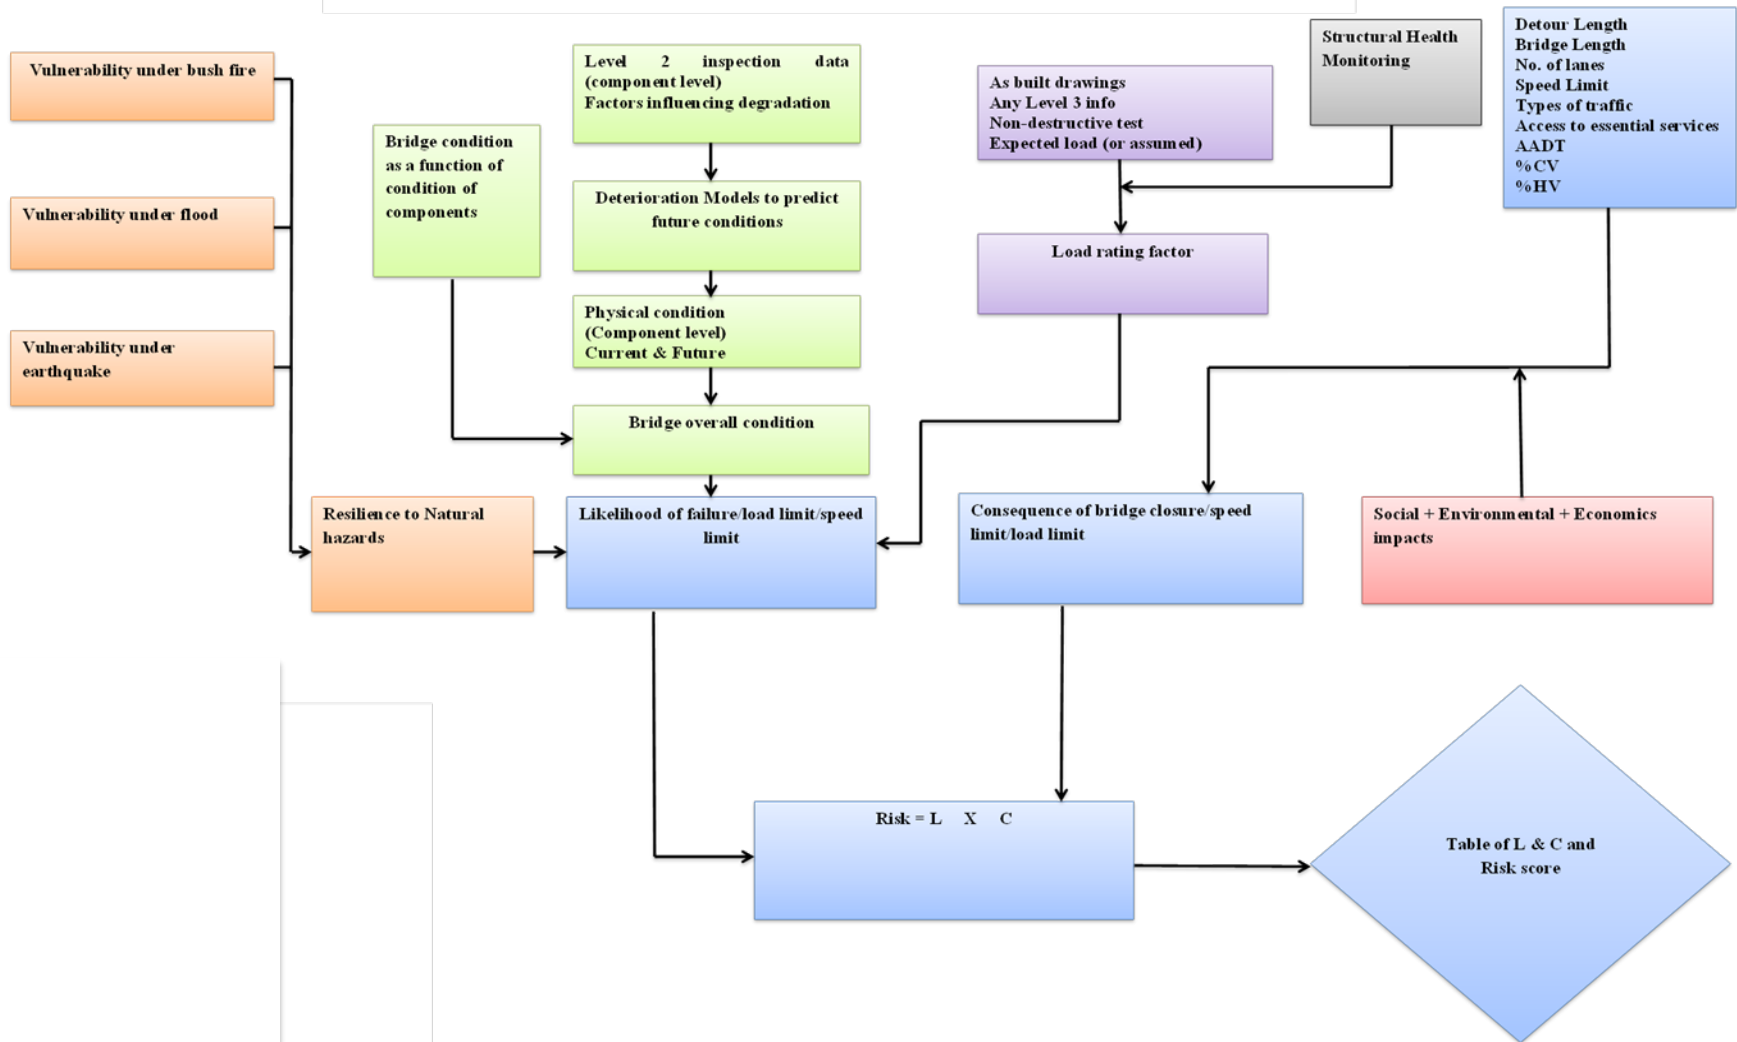 Vulnerability under bush fire
Vulnerability under flood
Vulnerability under
earthquake
Bridge condition
as a function of
condition of
components
Level 2 inspection data
(component level)
Factors influencing degradation
Deterioration Models to predict
future conditions
Physical condition
(Component level)
Current & Future
Bridge overall condition
As built drawings
Any Level 3 info
Non-destructive test
Expected load (or assumed)
Load rating factor
Structural Health
Monitoring
Detour Length
Bridge Length
No. of lanes
Speed Limit
Types of traffic
Access to essential services
AADT
%CV
%HV
Resilience to Natural
hazards
Likelihood of failure/load limit/speed
limit
Consequence of bridge closure/speed
limit/load limit
Social + Environmental + Economics
impacts
Risk = L X C
Table of L & C and
Risk score